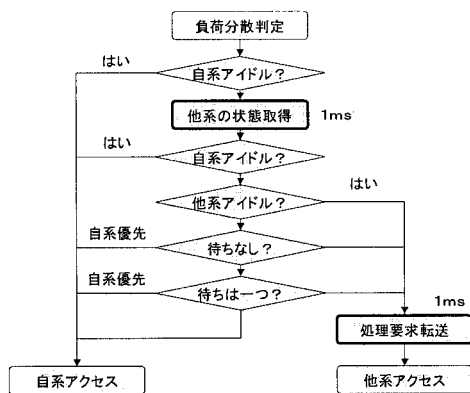 負荷分散判定
はい
自系アイドル?
他系の状態取得
1ms
はい
自系アイドル?
他系アイドル?
はい
自系優先
待ちなし?
自系優先
待ちは一つ?
1ms
処理要求転送
自系アクセス
他系アクセス